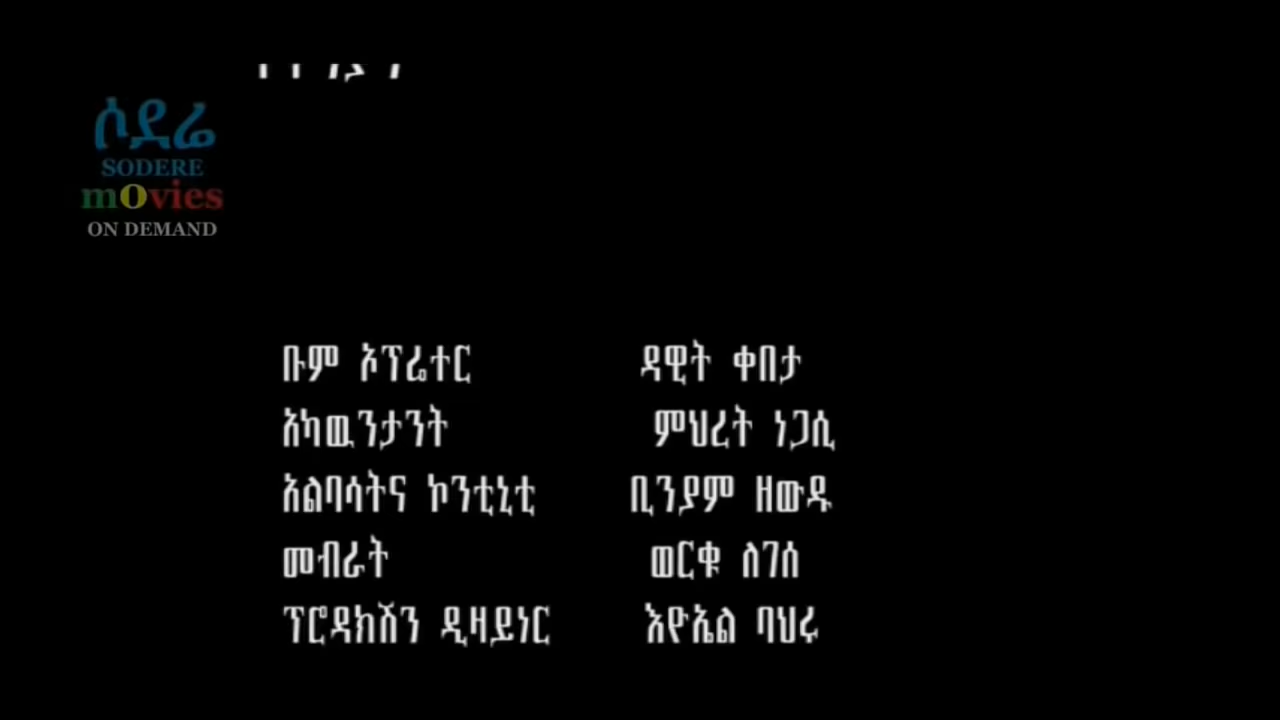 ሶደሬ
SODERE
mOvies
ON DEMAND
ቡም ኦፕሬተር ዳዊት ቀበታ
አካዉንታንት ምህረት ነጋሲ
አልባሳትና ኮንቲኒቲ ቢንያም ዘውዱ
መብራት ወርቁ ለገሰ
ፕሮዳክሽን ዲዛይነር እዮኤል ባህሩ